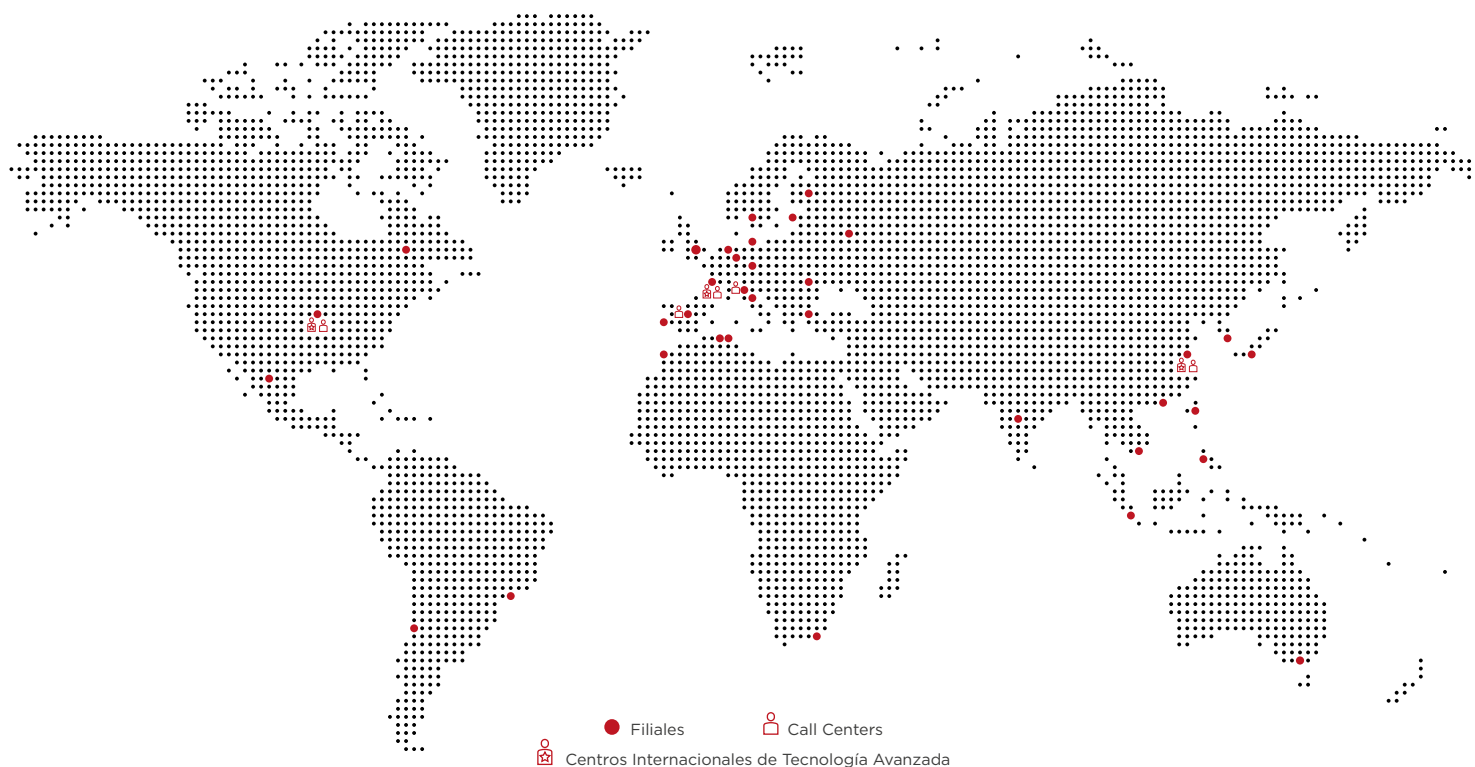 Filiales
Call Centers
Centros Internacionales de Tecnología Avanzada